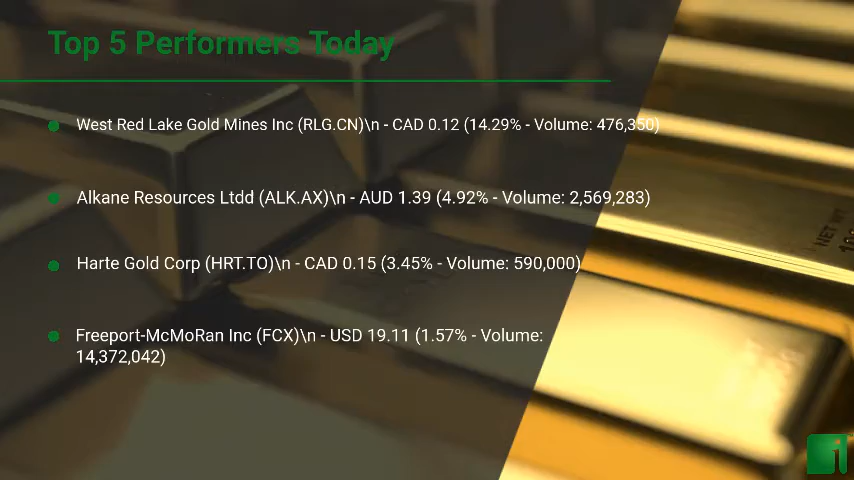 Top 5 Performers Today
West Red Lake Gold Mines Inc (RLG.CN)\n - CAD 0.12 (14.29% - Volume: 476,350)
Alkane Resources Ltdd (ALK.AX)\n - AUD 1.39 (4.92% - Volume: 2,569,283)
Harte Gold Corp (HRT.TO)\n - CAD 0.15 (3.45% - Volume: 590,000)
Freeport-McMoRan Inc (FCX)\n - USD 19.11 (1.57% - Volume:
14,372,042)
NET WT
i